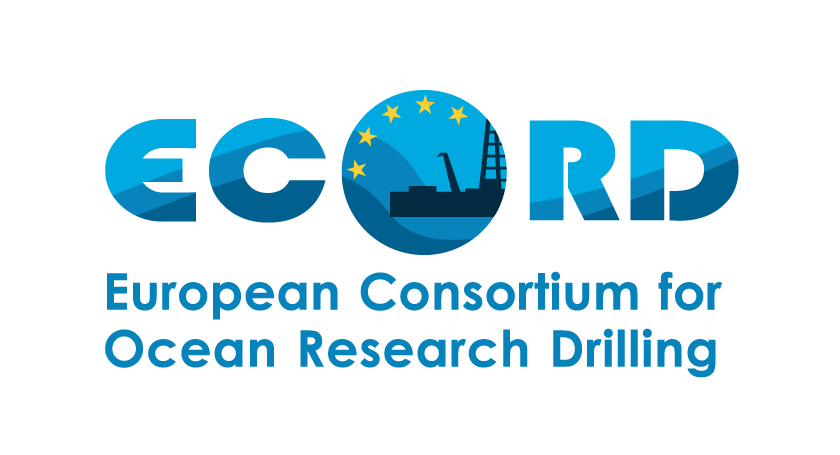 ECORD
European Consortium for
Ocean Research Drilling